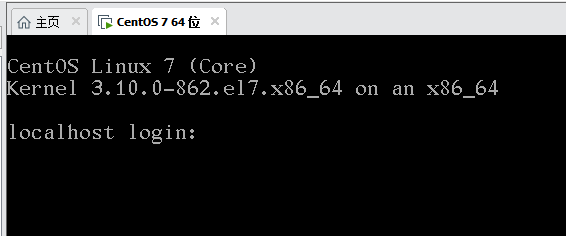 主页
CentOS 7 64 位
CentOS Linux 7 (Core)
Kernel 3.10.0-862.el7.x86_64 on an x86_64
localhost login: